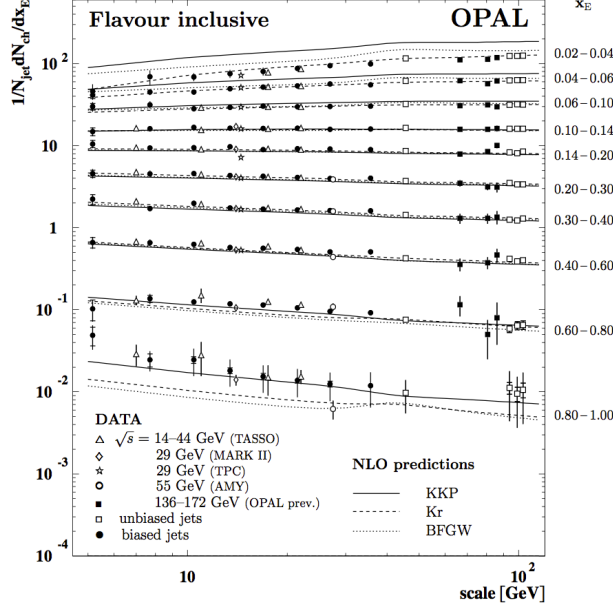 Flavour inclusive
OPAL
x_E
1/N_jet dN_ch/dx_E
10^2
10
1
10^-1
10^-2
10^-3
10^-4
0.02–0.04
0.04–0.06
0.06–0.10
0.10–0.14
0.14–0.20
0.20–0.30
0.30–0.40
0.40–0.60
0.60–0.80
0.80–1.00
DATA
√s = 14–44 GeV (TASSO)
29 GeV (MARK II)
29 GeV (TPC)
55 GeV (AMY)
136–172 GeV (OPAL prev.)
unbiased jets
biased jets
NLO predictions
KKP
Kr
BFGW
10
10^2
scale [GeV]